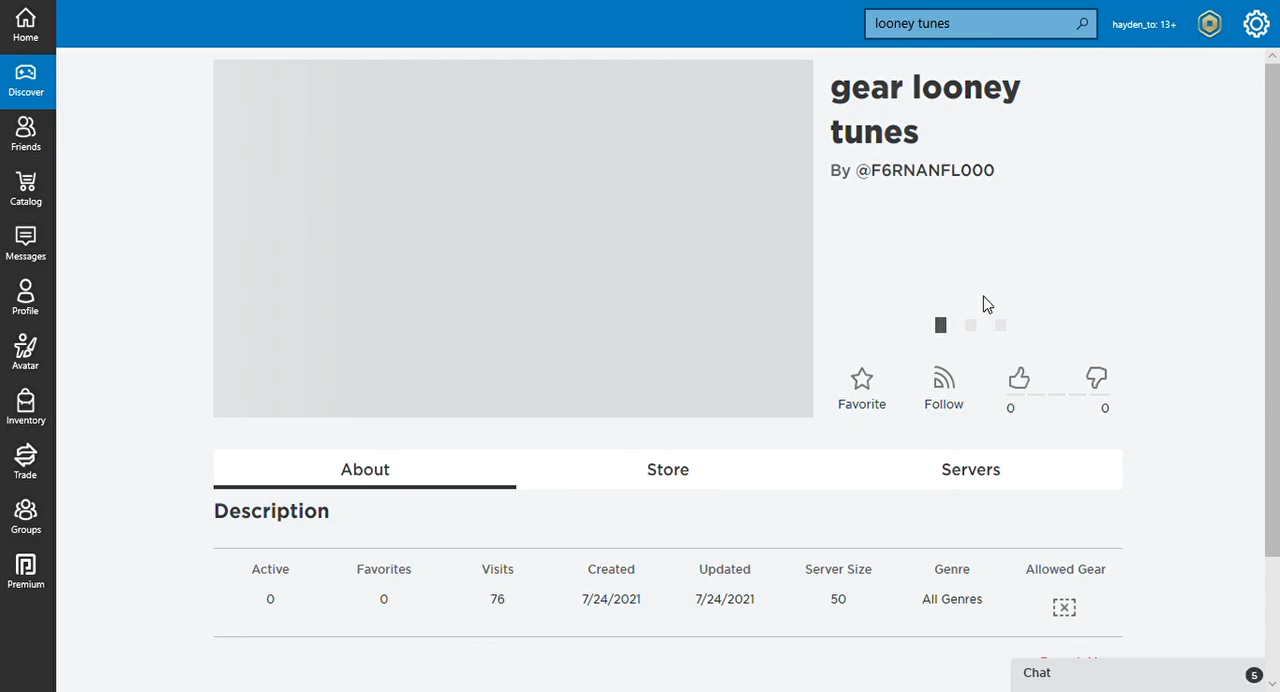 Home
Discover
Friends
Catalog
Messages
Profile
Avatar
Inventory
Trade
Groups
Premium
looney tunes
hayden_to: 13+
gear looney
tunes
By @F6RNANFL000
Favorite
Follow
0
0
About
Store
Servers
Description
Active
Favorites
Visits
Created
Updated
Server Size
Genre
Allowed Gear
0
0
76
7/24/2021
7/24/2021
50
All Genres
Chat
5